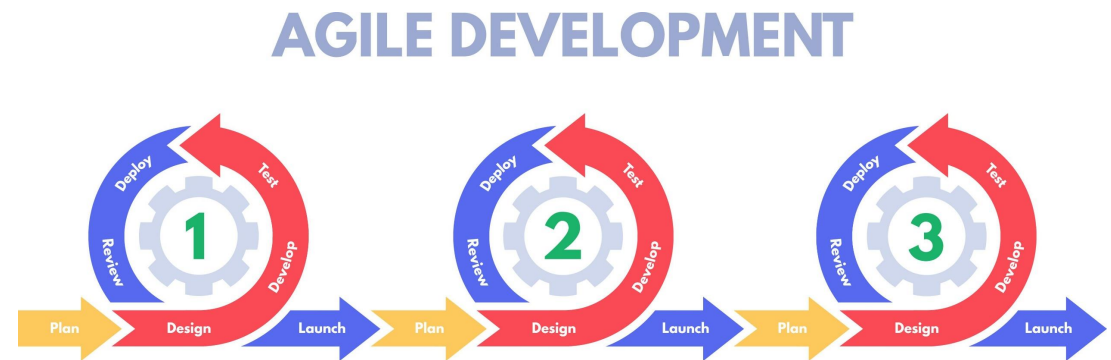 AGILE DEVELOPMENT
Plan
Design
Develop
Test
Deploy
Review
1
Launch
Plan
Design
Develop
Test
Deploy
Review
2
Launch
Plan
Design
Develop
Test
Deploy
Review
3
Launch